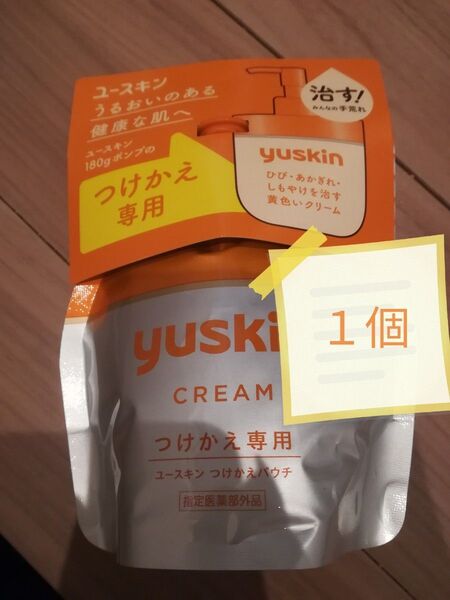 ユースキン
うるおいのある
健康な肌へ
ユースキン
180gポンプの
つけかえ
専用
治す!
みんなの手荒れ
yuskin
ひび・あかぎれ・
しもやけを治す
黄色いクリーム
1個
yuskin
CREAM
つけかえ専用
ユースキン つけかえパウチ
指定医薬部外品